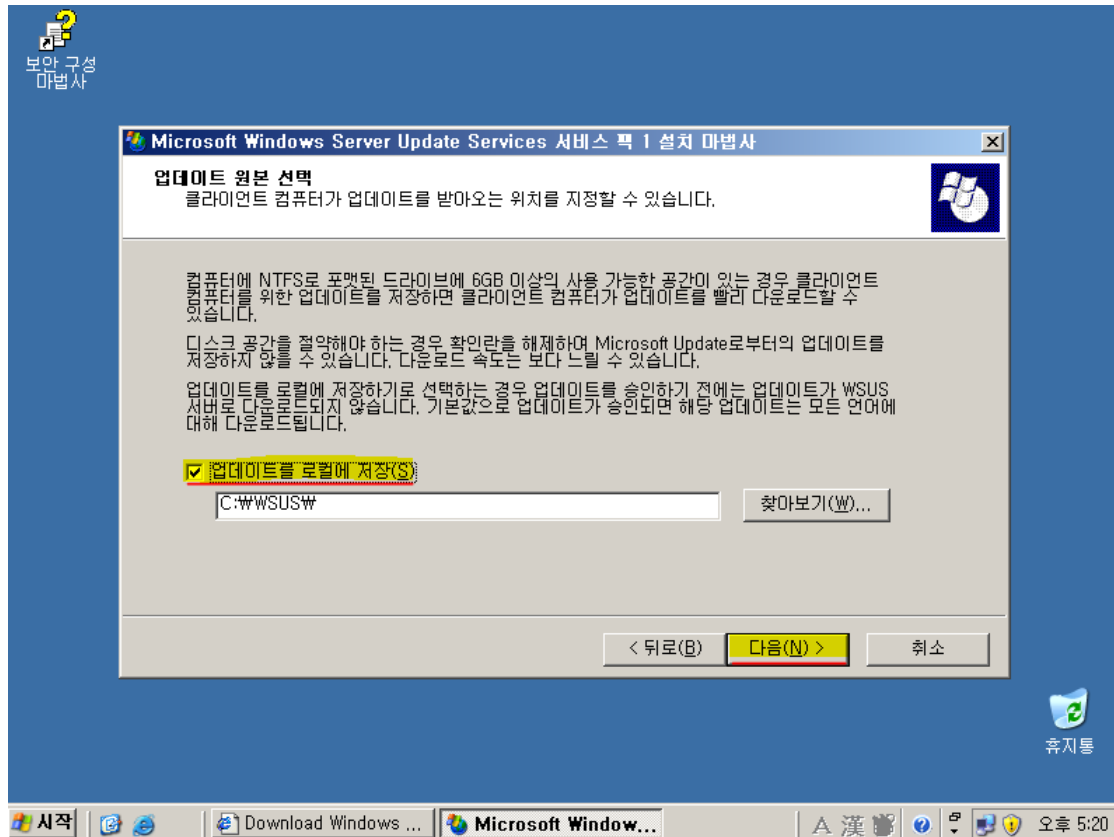 보안 구성
마법사
Microsoft Windows Server Update Services 서비스 팩 1 설치 마법사
업데이트 원본 선택
클라이언트 컴퓨터가 업데이트를 받아오는 위치를 지정할 수 있습니다.
컴퓨터에 NTFS로 포맷된 드라이브에 6GB 이상의 사용 가능한 공간이 있는 경우 클라이언트
컴퓨터를 위한 업데이트를 저장하면 클라이언트 컴퓨터가 업데이트를 빨리 다운로드할 수
있습니다.
디스크 공간을 절약해야 하는 경우 확인란을 해제하여 Microsoft Update로부터의 업데이트를
저장하지 않을 수 있습니다. 다운로드 속도는 보다 느릴 수 있습니다.
업데이트를 로컬에 저장하기로 선택하는 경우 업데이트를 승인하기 전에는 업데이트가 WSUS
서버로 다운로드되지 않습니다. 기본값으로 업데이트가 승인되면 해당 업데이트는 모든 언어에
대해 다운로드됩니다.
업데이트를 로컬에 저장(S)
C:₩WSUS₩
찾아보기(W)...
< 뒤로(B)
다음(N) >
취소
휴지통
시작
Download Windows ...
Microsoft Window...
A 漢
오후 5:20